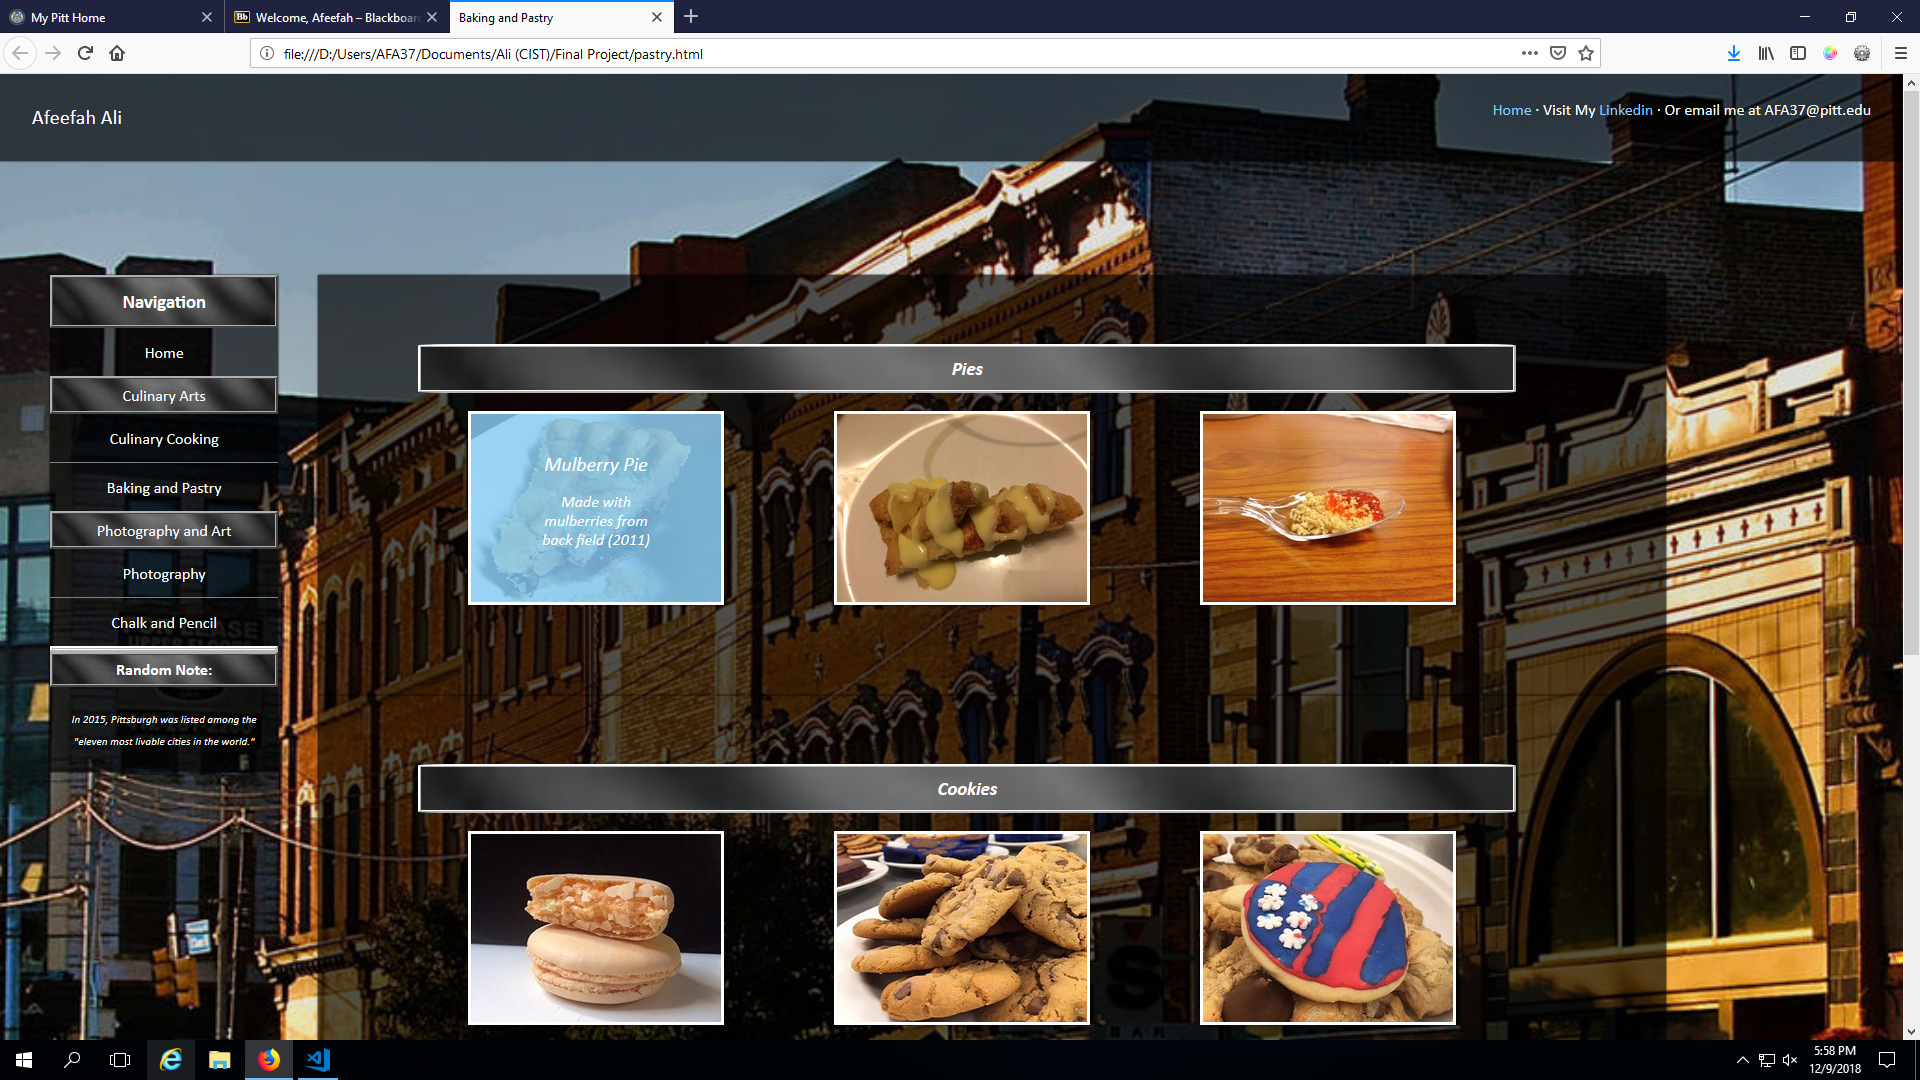 My Pitt Home
Welcome, Afeefah – Blackboar
Baking and Pastry
file:///D:/Users/AFA37/Documents/Ali (CIST)/Final Project/pastry.html
Afeefah Ali
Home · Visit My Linkedin · Or email me at AFA37@pitt.edu
Navigation
Home
Culinary Arts
Culinary Cooking
Baking and Pastry
Photography and Art
Photography
Chalk and Pencil
Random Note:
In 2015, Pittsburgh was listed among the
"eleven most livable cities in the world."
Pies
Mulberry Pie
Made with
mulberries from
back field (2011)
Cookies
5:58 PM
12/9/2018